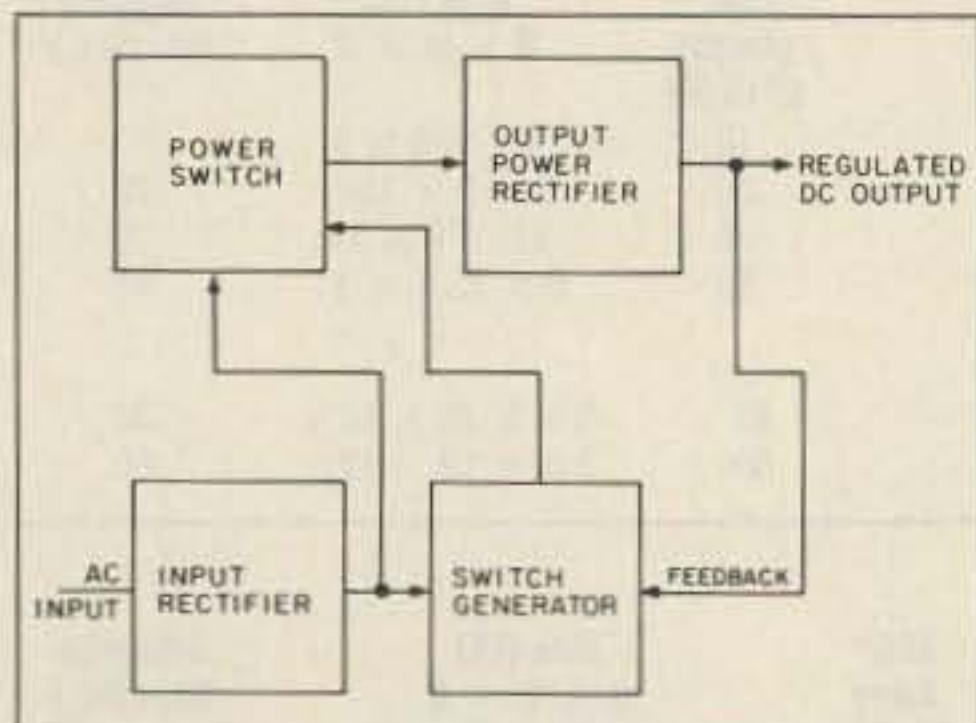 POWER
SWITCH
OUTPUT
POWER
RECTIFIER
REGULATED
DC OUTPUT
AC
INPUT
INPUT
RECTIFIER
SWITCH
GENERATOR
FEEDBACK